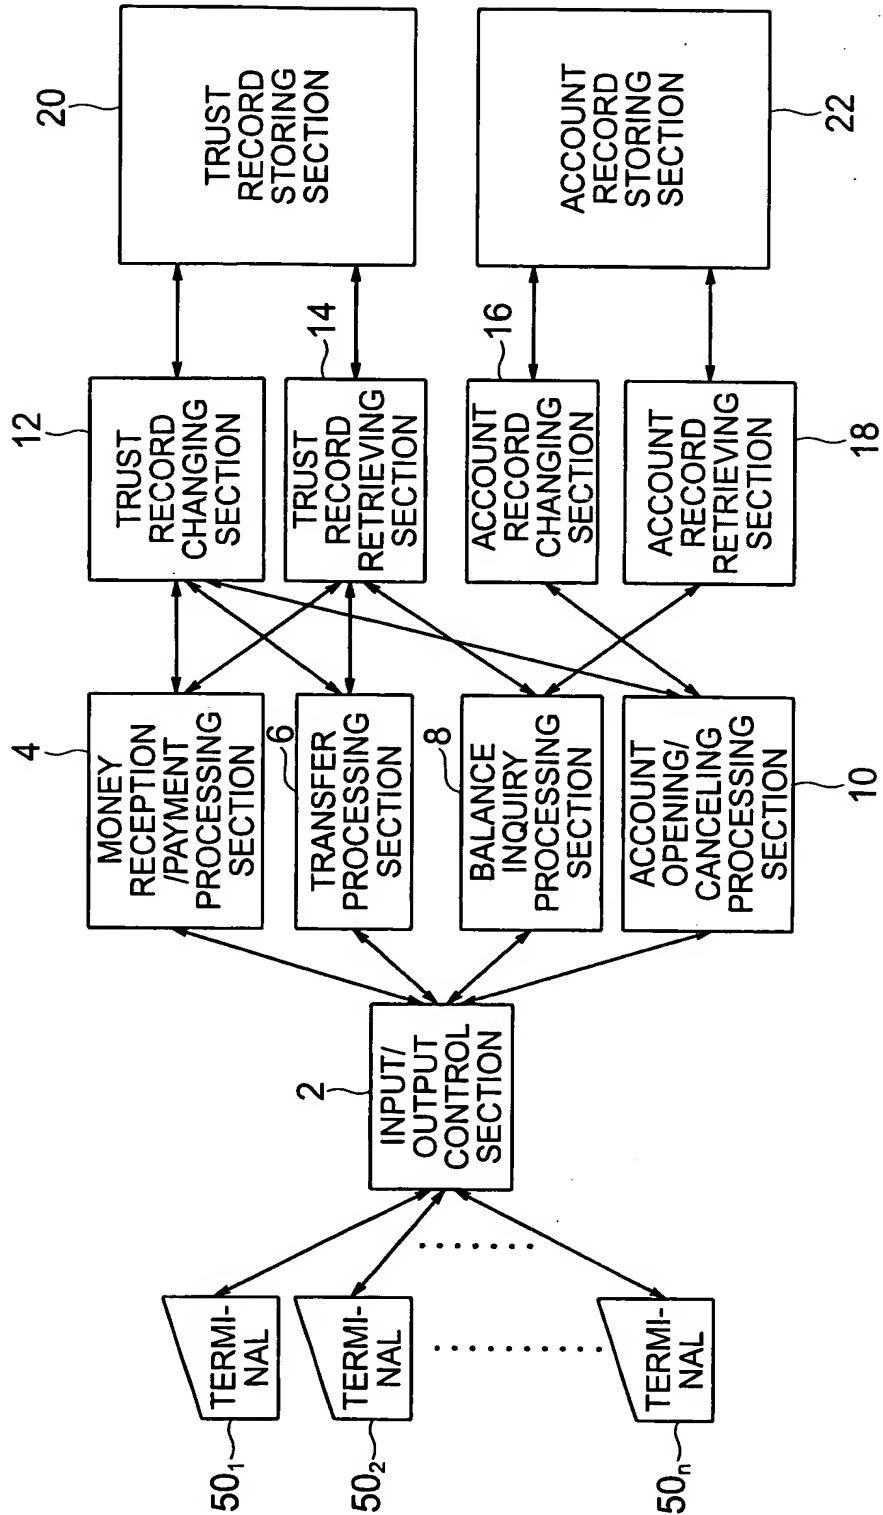 50₁
TERMI-
NAL
50₂
TERMI-
NAL
50ₙ
TERMI-
NAL
2
INPUT/
OUTPUT
CONTROL
SECTION
4
MONEY
RECEPTION
/PAYMENT
PROCESSING
SECTION
6
TRANSFER
PROCESSING
SECTION
8
BALANCE
INQUIRY
PROCESSING
SECTION
10
ACCOUNT
OPENING/
CANCELING
PROCESSING
SECTION
12
TRUST
RECORD
CHANGING
SECTION
14
TRUST
RECORD
RETRIEVING
SECTION
16
ACCOUNT
RECORD
CHANGING
SECTION
18
ACCOUNT
RECORD
RETRIEVING
SECTION
20
TRUST
RECORD
STORING
SECTION
22
ACCOUNT
RECORD
STORING
SECTION